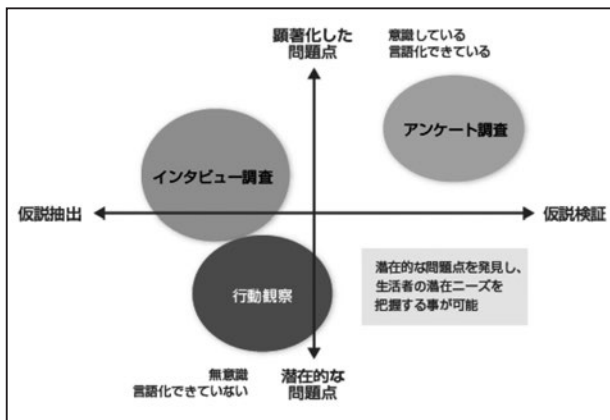 顕著化した
問題点
意識している
言語化できている
アンケート調査
インタビュー調査
仮説抽出
仮説検証
行動観察
潜在的な問題点を発見し、
生活者の潜在ニーズを
把握する事が可能
無意識
言語化できていない
潜在的な
問題点